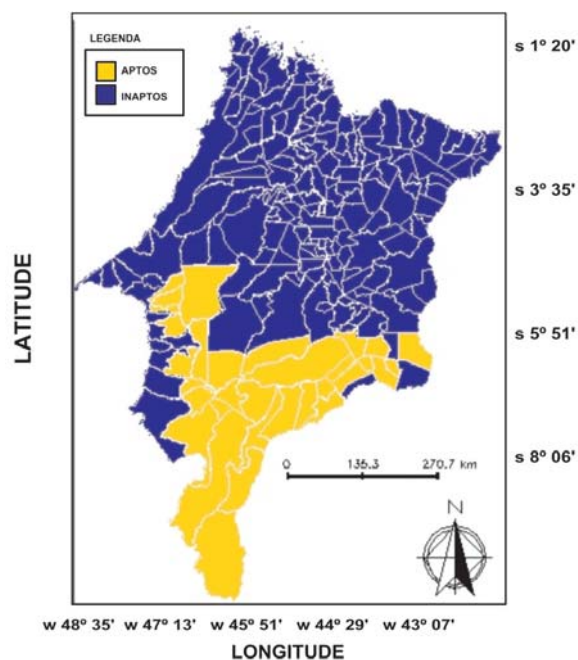 LEGENDA
APTOS
INAPTOS
s 1º 20'
s 3º 35'
s 5º 51'
s 8º 06'
LATITUDE
0 135.3 270.7 km
N
w 48º 35' w 47º 13' w 45º 51' w 44º 29' w 43º 07'
LONGITUDE